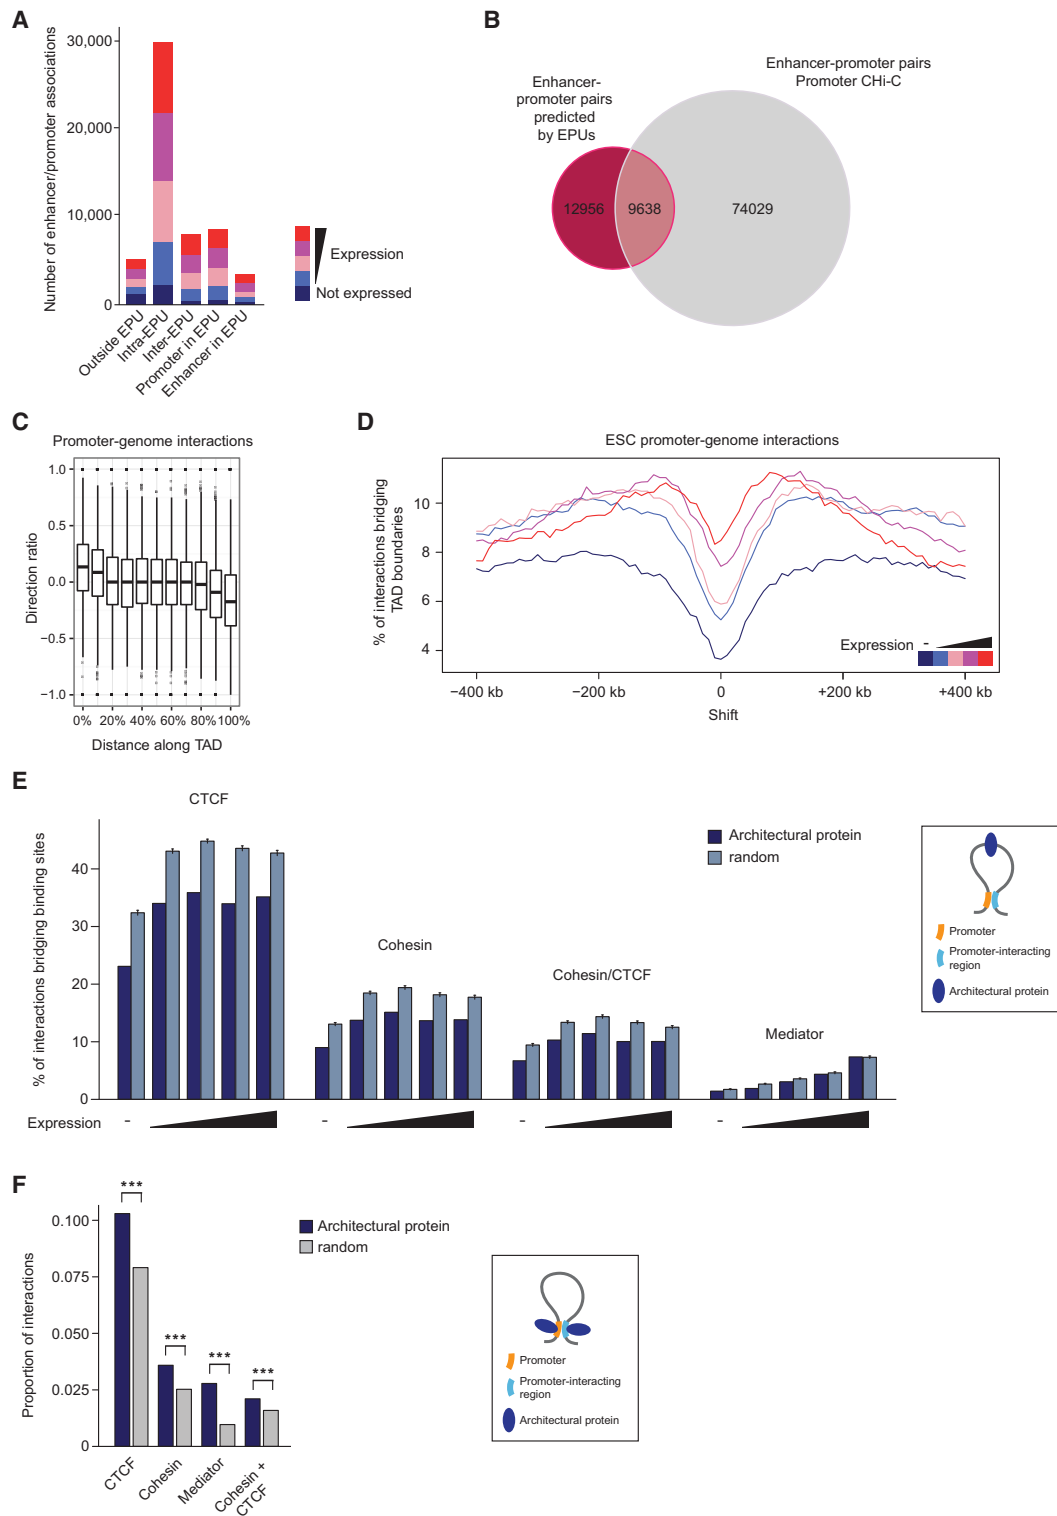 A
Number of enhancer/promoter associations
30,000
20,000
10,000
0
Outside EPU
Intra-EPU
Inter-EPU
Promoter in EPU
Enhancer in EPU
Expression
Not expressed
B
Enhancer-
promoter pairs
predicted
by EPUs
Enhancer-promoter pairs
Promoter CHi-C
12956
9638
74029
C
Promoter-genome interactions
Direction ratio
1.0
0.5
0.0
−0.5
−1.0
0% 20% 40% 60% 80% 100%
Distance along TAD
D
ESC promoter-genome interactions
% of interactions bridging
TAD boundaries
10
8
6
4
Expression -
−400 kb −200 kb 0 +200 kb +400 kb
Shift
E
% of interactions bridging binding sites
40
30
20
10
0
CTCF
Cohesin
Cohesin/CTCF
Mediator
Architectural protein
random
Expression - - - -
Promoter
Promoter-interacting
region
Architectural protein
F
Proportion of interactions
0.100
0.075
0.050
0.025
0
***
***
***
***
CTCF
Cohesin
Mediator
Cohesin +
CTCF
Architectural protein
random
Promoter
Promoter-interacting
region
Architectural protein